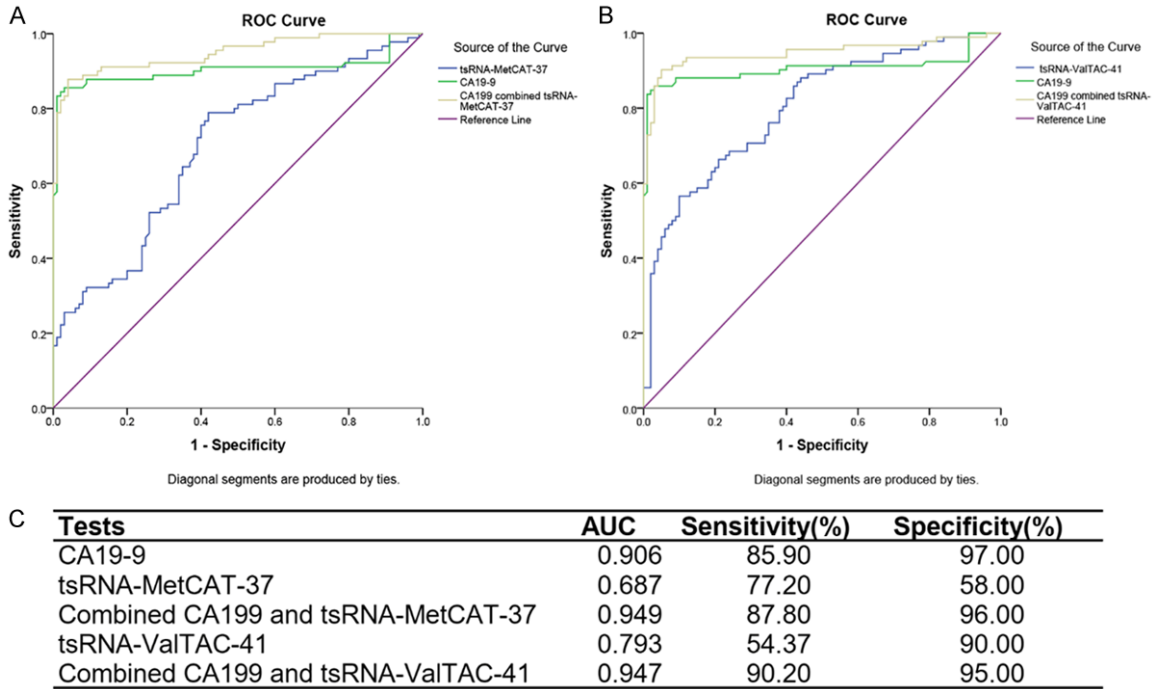 A
ROC Curve
1.0
0.8
0.6
0.4
0.2
0.0
Sensitivity
0.0 0.2 0.4 0.6 0.8 1.0
1 - Specificity
Source of the Curve
tsRNA-MetCAT-37
CA19-9
CA199 combined tsRNA-
MetCAT-37
Reference Line
Diagonal segments are produced by ties.
B
ROC Curve
1.0
0.8
0.6
0.4
0.2
0.0
Sensitivity
0.0 0.2 0.4 0.6 0.8 1.0
1 - Specificity
Source of the Curve
tsRNA-ValTAC-41
CA19-9
CA199 combined tsRNA-
ValTAC-41
Reference Line
Diagonal segments are produced by ties.
C
Tests AUC Sensitivity(%) Specificity(%)
CA19-9 0.906 85.90 97.00
tsRNA-MetCAT-37 0.687 77.20 58.00
Combined CA199 and tsRNA-MetCAT-37 0.949 87.80 96.00
tsRNA-ValTAC-41 0.793 54.37 90.00
Combined CA199 and tsRNA-ValTAC-41 0.947 90.20 95.00